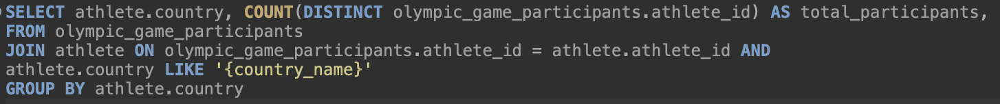 SELECT athlete.country, COUNT(DISTINCT olympic_game_participants.athlete_id) AS total_participants,
FROM olympic_game_participants
JOIN athlete ON olympic_game_participants.athlete_id = athlete.athlete_id AND
athlete.country LIKE '{country_name}'
GROUP BY athlete.country